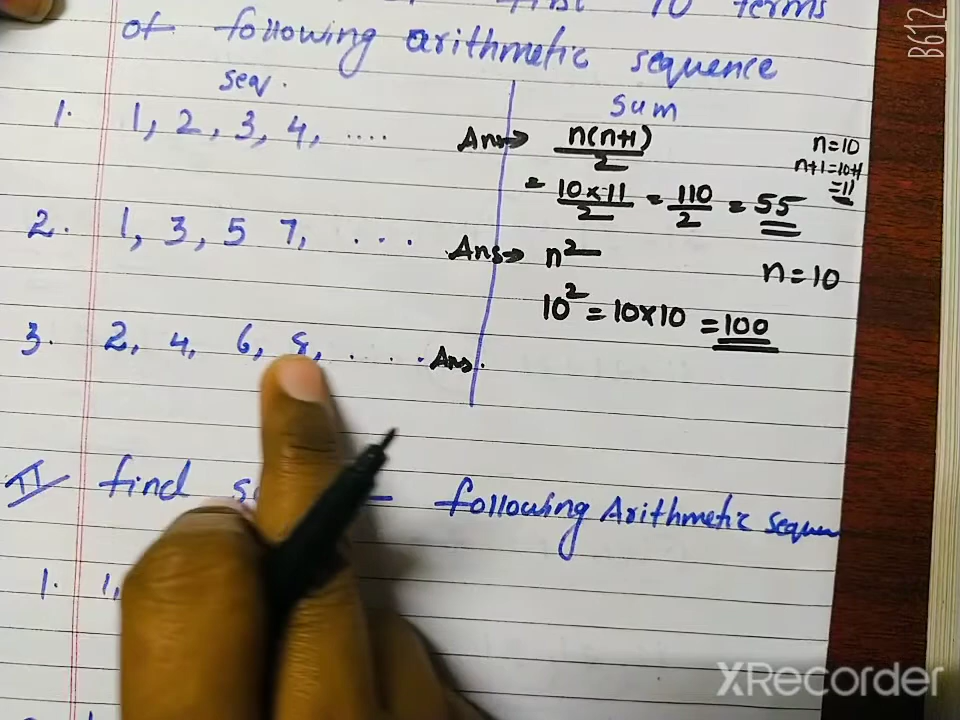 first 10 terms
of following arithmetic sequence
seq.
sum
1. 1, 2, 3, 4, ....
Ans⇒ n(n+1)/2
n=10
n+1=10+1
=11
= 10×11/2 = 110/2 = 55
2. 1, 3, 5 7, ...
Ans⇒ n²
n=10
10² = 10×10 = 100
3. 2, 4, 6, 8, .... Ans.
II find following Arithmetic
1. 1,
B612
XRecorder